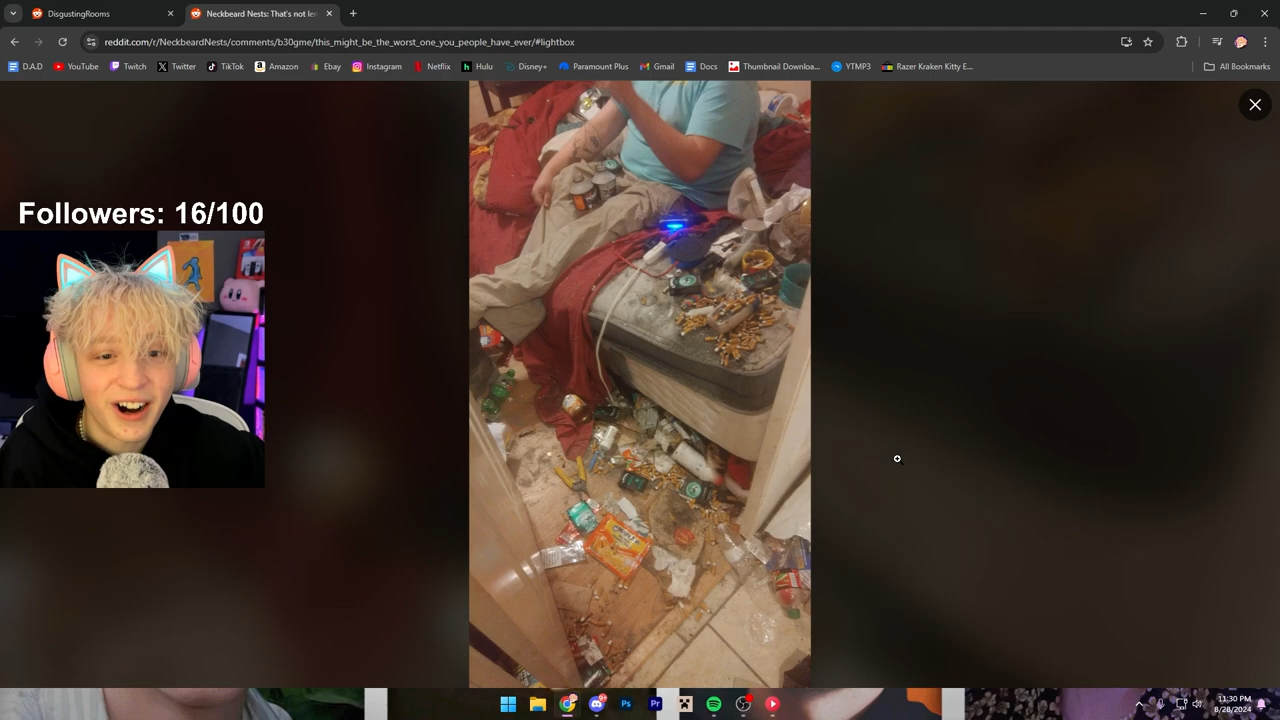 DisgustingRooms
Neckbeard Nests: That's not len
reddit.com/r/NeckbeardNests/comments/b30gme/this_might_be_the_worst_one_you_people_have_ever/#lightbox
D.A.D YouTube Twitch Twitter TikTok Amazon Ebay Instagram Netflix Hulu Disney+ Paramount Plus Gmail Docs Thumbnail Downloa... YTMP3 Razer Kraken Kitty E... All Bookmarks
Followers: 16/100
11:30 PM
8/28/2024